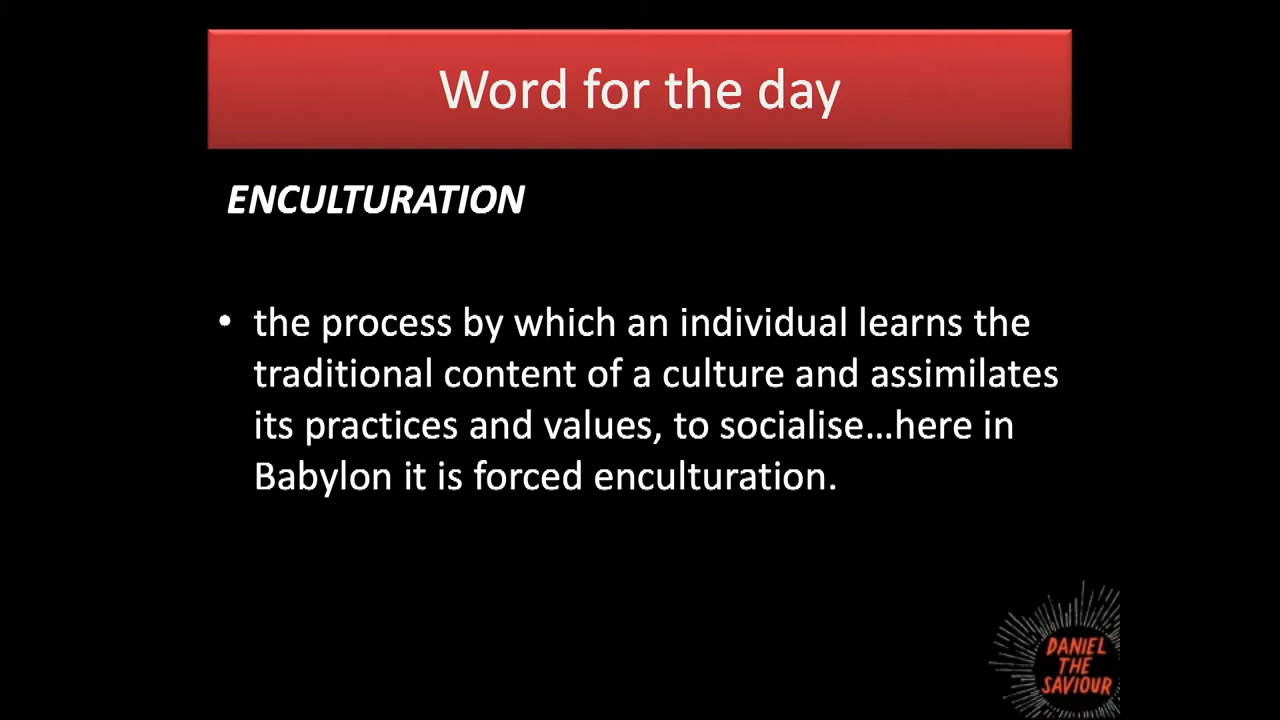 Word for the day
ENCULTURATION
• the process by which an individual learns the
traditional content of a culture and assimilates
its practices and values, to socialise…here in
Babylon it is forced enculturation.
DANIEL
THE
SAVIOUR